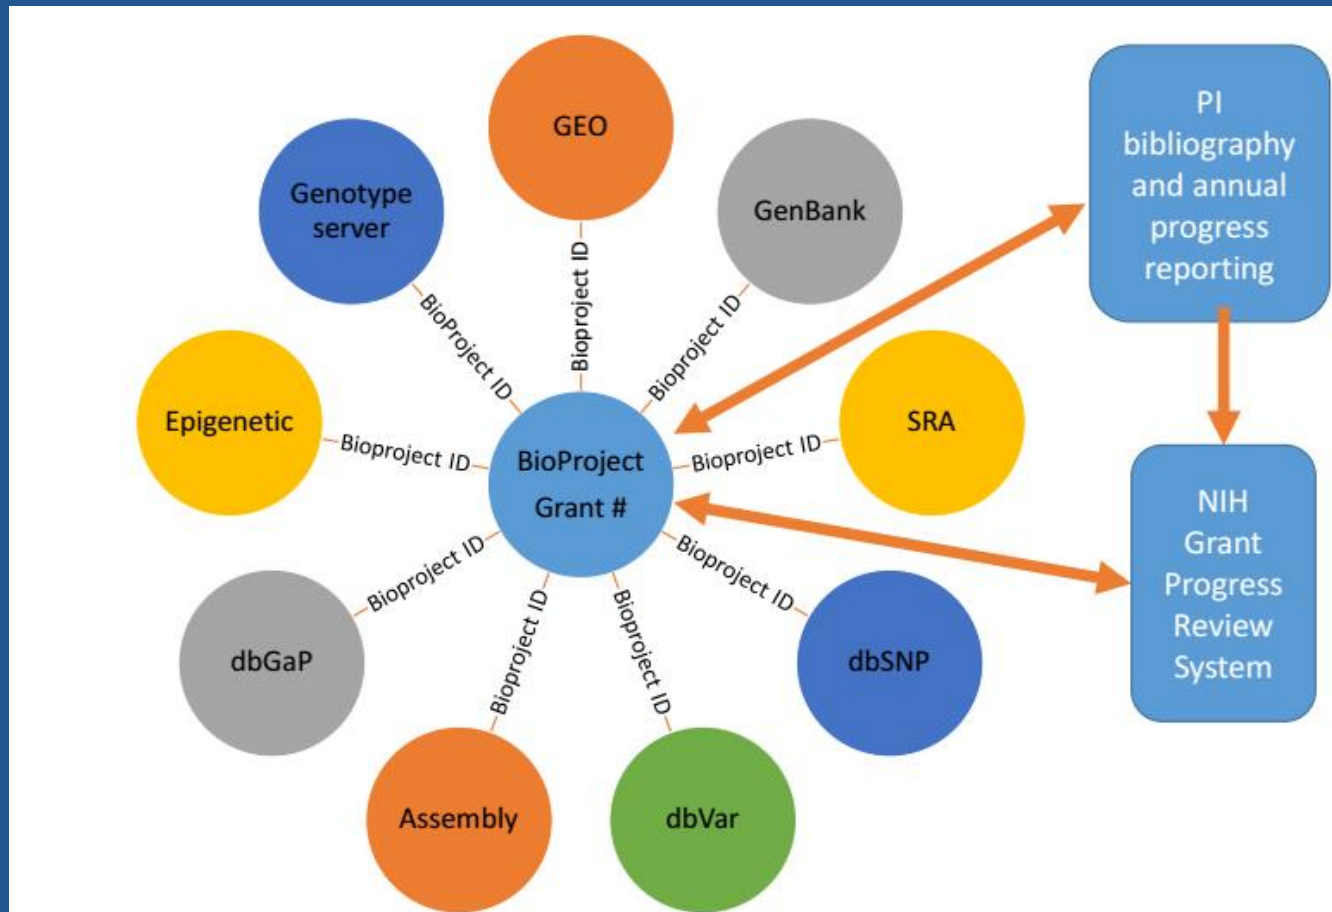 GEO
Genotype
server
GenBank
Epigenetic
SRA
dbGaP
dbSNP
Assembly
dbVar
BioProject
Grant #
Bioproject ID
BioProject ID
Bioproject ID
Bioproject ID
Bioproject ID
Bioproject ID
Bioproject ID
Bioproject ID
Bioproject ID
PI
bibliography
and annual
progress
reporting
NIH
Grant
Progress
Review
System